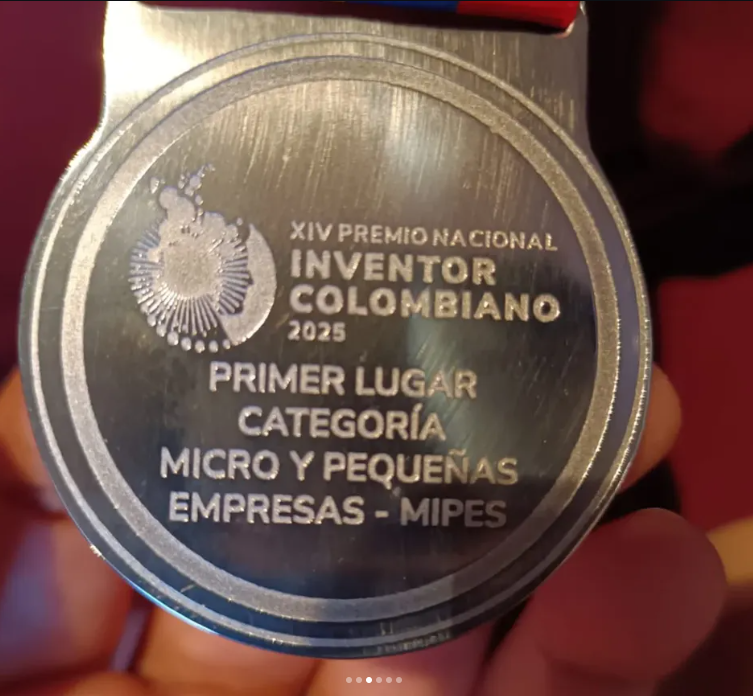 XIV PREMIO NACIONAL
INVENTOR
COLOMBIANO
2025
PRIMER LUGAR
CATEGORÍA
MICRO Y PEQUEÑAS
EMPRESAS - MIPES